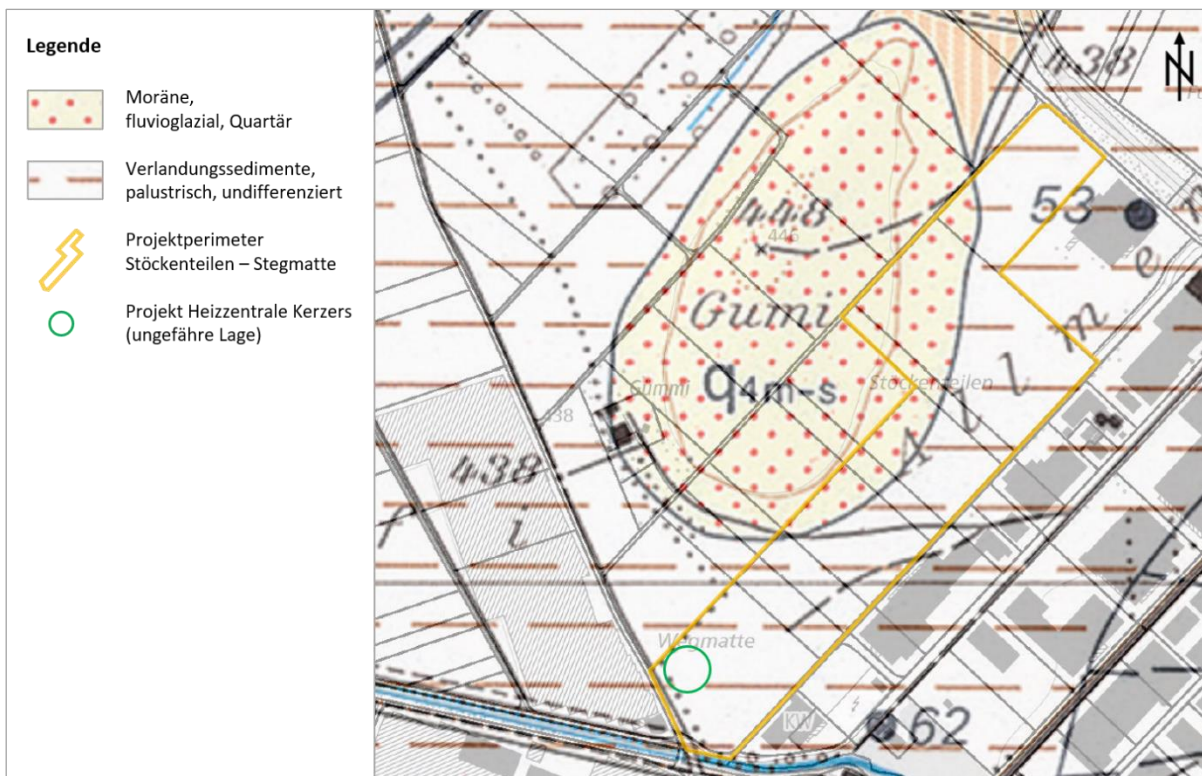 Legende
Moräne,
fluvioglazial, Quartär
Verlandungssedimente,
palustrisch, undifferenziert
Projektperimeter
Stöckenteilen – Stegmatte
Projekt Heizzentrale Kerzers
(ungefähre Lage)
N
438
53
448
446
e
Gumi
m
l
q4m-s
Stöckenteilen
Gummi
l
A
438
438
f
i
Wegmatte
KW
62